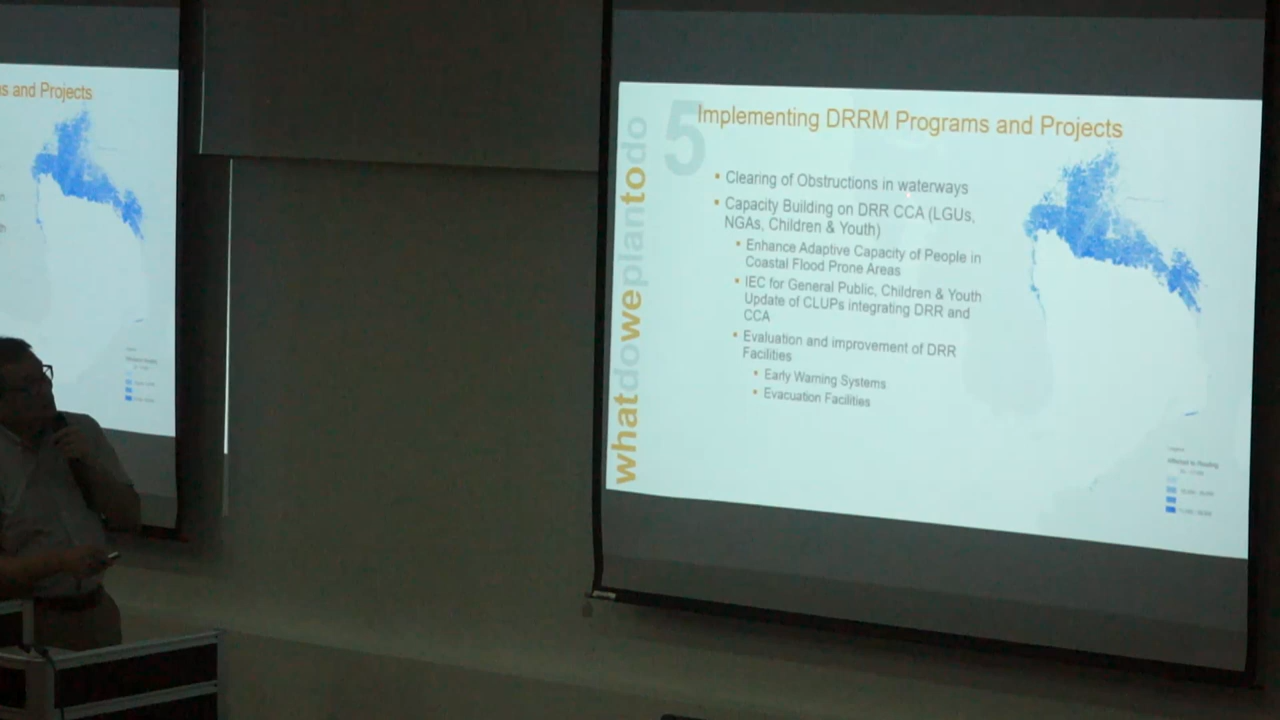 s and Projects
whatdoweplantodo
5
Implementing DRRM Programs and Projects
Clearing of Obstructions in waterways
Capacity Building on DRR CCA (LGUs,
NGAs, Children & Youth)
Enhance Adaptive Capacity of People in
Coastal Flood Prone Areas
IEC for General Public, Children & Youth
Update of CLUPs integrating DRR and
CCA
Evaluation and improvement of DRR
Facilities
Early Warning Systems
Evacuation Facilities